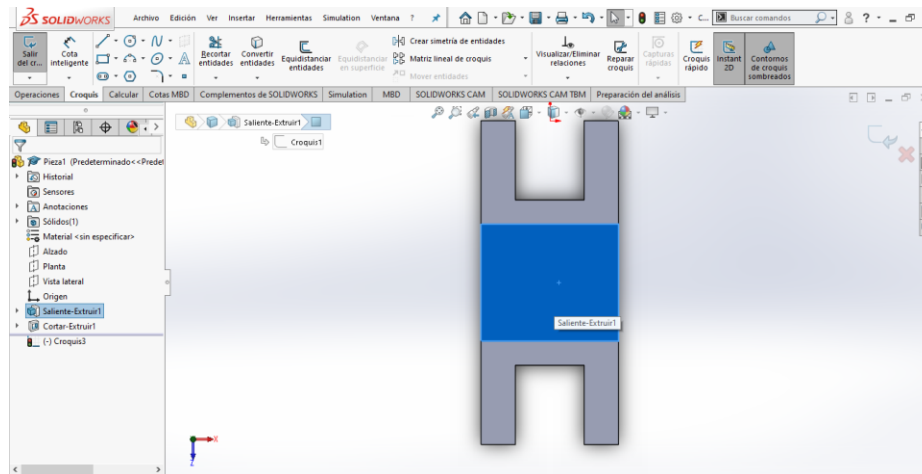 SOLIDWORKS Archivo Edición Ver Insertar Herramientas Simulation Ventana ? C... Buscar comandos ?
Salir del cr...
Cota inteligente
Recortar entidades
Convertir entidades
Equidistanciar entidades
Equidistanciar en superficie
Crear simetría de entidades
Matriz lineal de croquis
Mover entidades
Visualizar/Eliminar relaciones
Reparar croquis
Capturas rápidas
Croquis rápido
Instant 2D
Contornos de croquis sombreados
Operaciones Croquis Calcular Cotas MBD Complementos de SOLIDWORKS Simulation MBD SOLIDWORKS CAM SOLIDWORKS CAM TBM Preparación del análisis
Saliente-Extruir1
Croquis1
Pieza1 (Predeterminado<<Predet
Historial
Sensores
Anotaciones
Sólidos(1)
Material <sin especificar>
Alzado
Planta
Vista lateral
Origen
Saliente-Extruir1
Cortar-Extruir1
(-) Croquis3
Saliente-Extruir1
X
Z